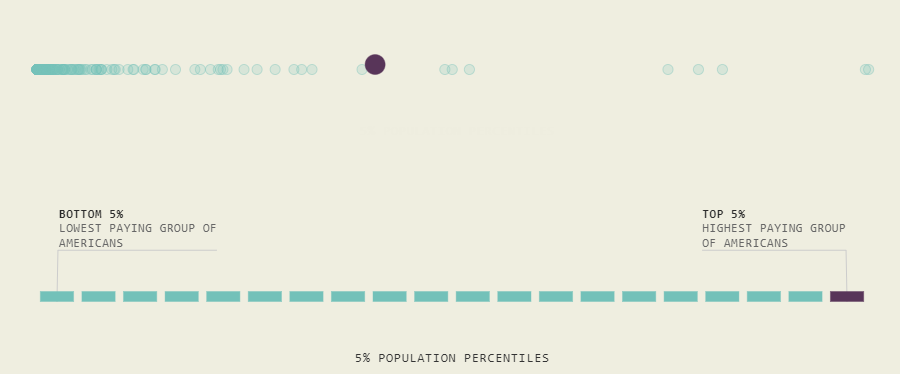 BOTTOM 5%
LOWEST PAYING GROUP OF
AMERICANS
TOP 5%
HIGHEST PAYING GROUP
OF AMERICANS
5% POPULATION PERCENTILES